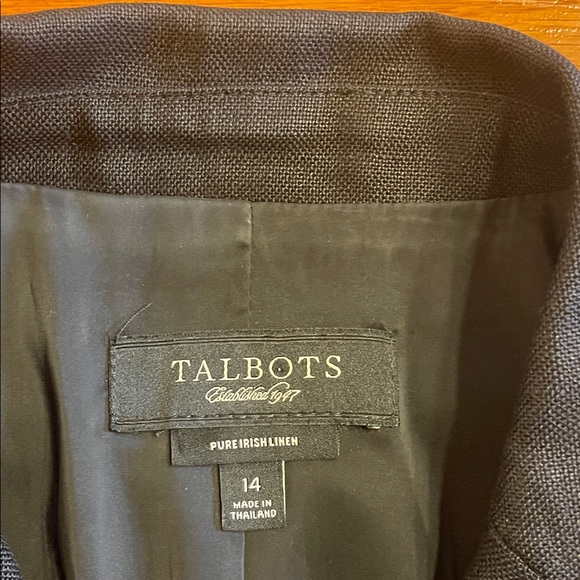 TALBOTS
Established 1947
PURE IRISH LINEN
14
MADE IN
THAILAND